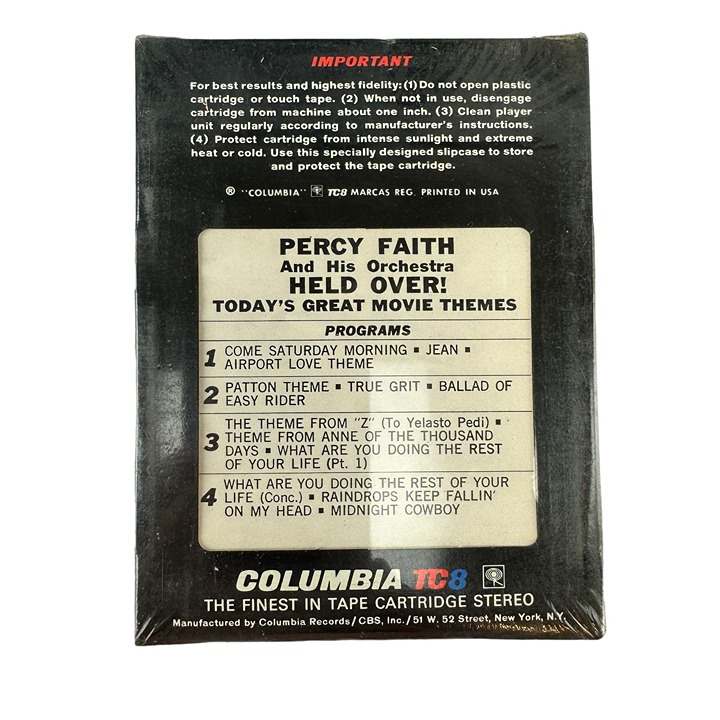 IMPORTANT
For best results and highest fidelity: (1) Do not open plastic
cartridge or touch tape. (2) When not in use, disengage
cartridge from machine about one inch. (3) Clean player
unit regularly according to manufacturer's instructions.
(4) Protect cartridge from intense sunlight and extreme
heat or cold. Use this specially designed slipcase to store
and protect the tape cartridge.
® "COLUMBIA" TC8 MARCAS REG. PRINTED IN USA
PERCY FAITH
And His Orchestra
HELD OVER!
TODAY'S GREAT MOVIE THEMES
PROGRAMS
1 COME SATURDAY MORNING ▪ JEAN ▪
AIRPORT LOVE THEME
2 PATTON THEME ▪ TRUE GRIT ▪ BALLAD OF
EASY RIDER
3 THE THEME FROM "Z" (To Yelasto Pedi) ▪
THEME FROM ANNE OF THE THOUSAND
DAYS ▪ WHAT ARE YOU DOING THE REST
OF YOUR LIFE (Pt. 1)
4 WHAT ARE YOU DOING THE REST OF YOUR
LIFE (Conc.) ▪ RAINDROPS KEEP FALLIN'
ON MY HEAD ▪ MIDNIGHT COWBOY
COLUMBIA TC8
THE FINEST IN TAPE CARTRIDGE STEREO
Manufactured by Columbia Records/CBS, Inc./51 W. 52 Street, New York, N.Y.